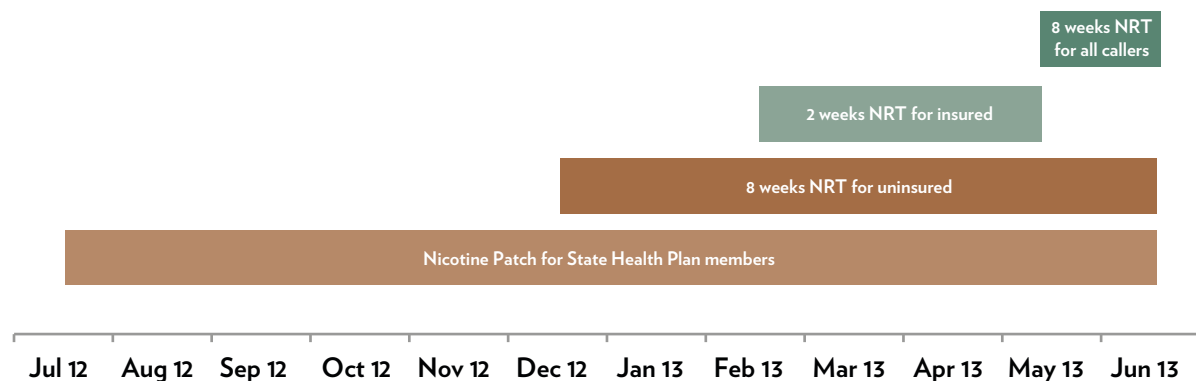 8 weeks NRT
for all callers
2 weeks NRT for insured
8 weeks NRT for uninsured
Nicotine Patch for State Health Plan members
Jul 12 Aug 12 Sep 12 Oct 12 Nov 12 Dec 12 Jan 13 Feb 13 Mar 13 Apr 13 May 13 Jun 13